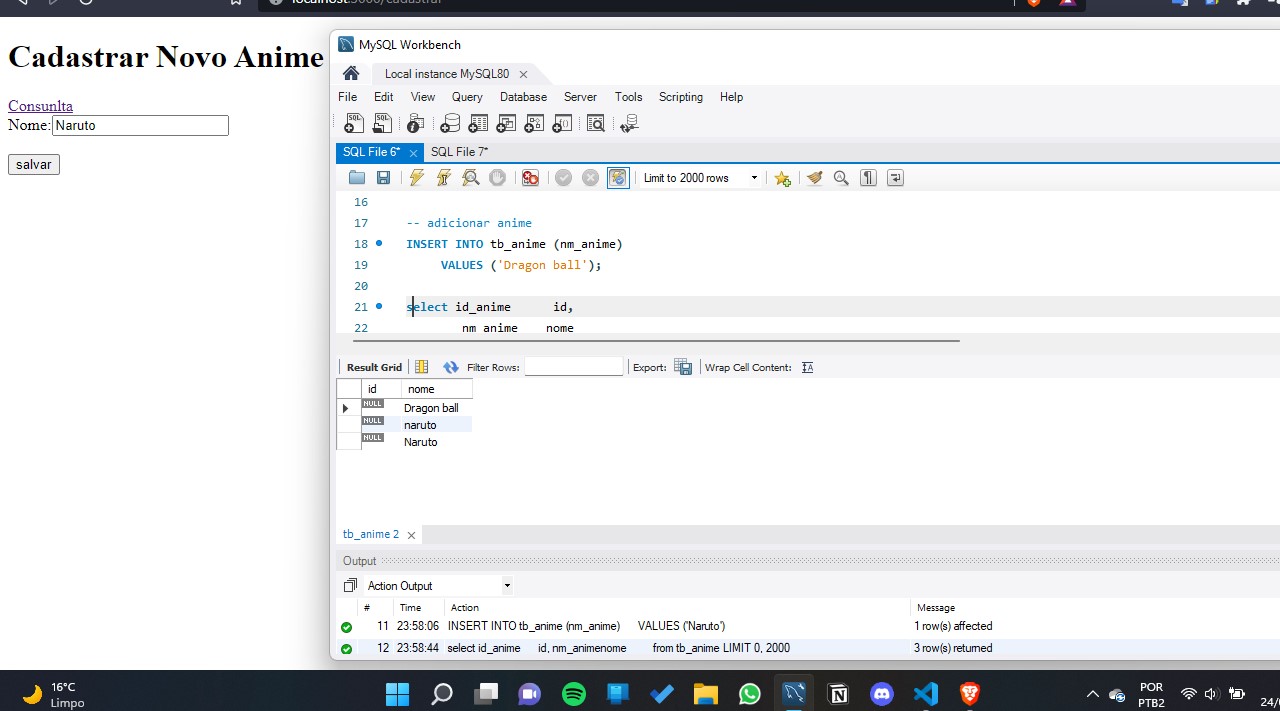 Cadastrar Novo Anime
Consunlta
Nome: Naruto
salvar
MySQL Workbench
Local instance MySQL80
File Edit View Query Database Server Tools Scripting Help
SQL File 6* SQL File 7*
Limit to 2000 rows
16
17 -- adicionar anime
18 INSERT INTO tb_anime (nm_anime)
19 VALUES ('Dragon ball');
20
21 select id_anime id,
22 nm_anime nome
Result Grid Filter Rows: Export: Wrap Cell Content:
id nome
NULL Dragon ball
NULL naruto
NULL Naruto
tb_anime 2
Output
Action Output
# Time Action Message
11 23:58:06 INSERT INTO tb_anime (nm_anime) VALUES ('Naruto') 1 row(s) affected
12 23:58:44 select id_anime id, nm_animenome from tb_anime LIMIT 0, 2000 3 row(s) returned
16°C
Limpo
POR
PTB2
24/